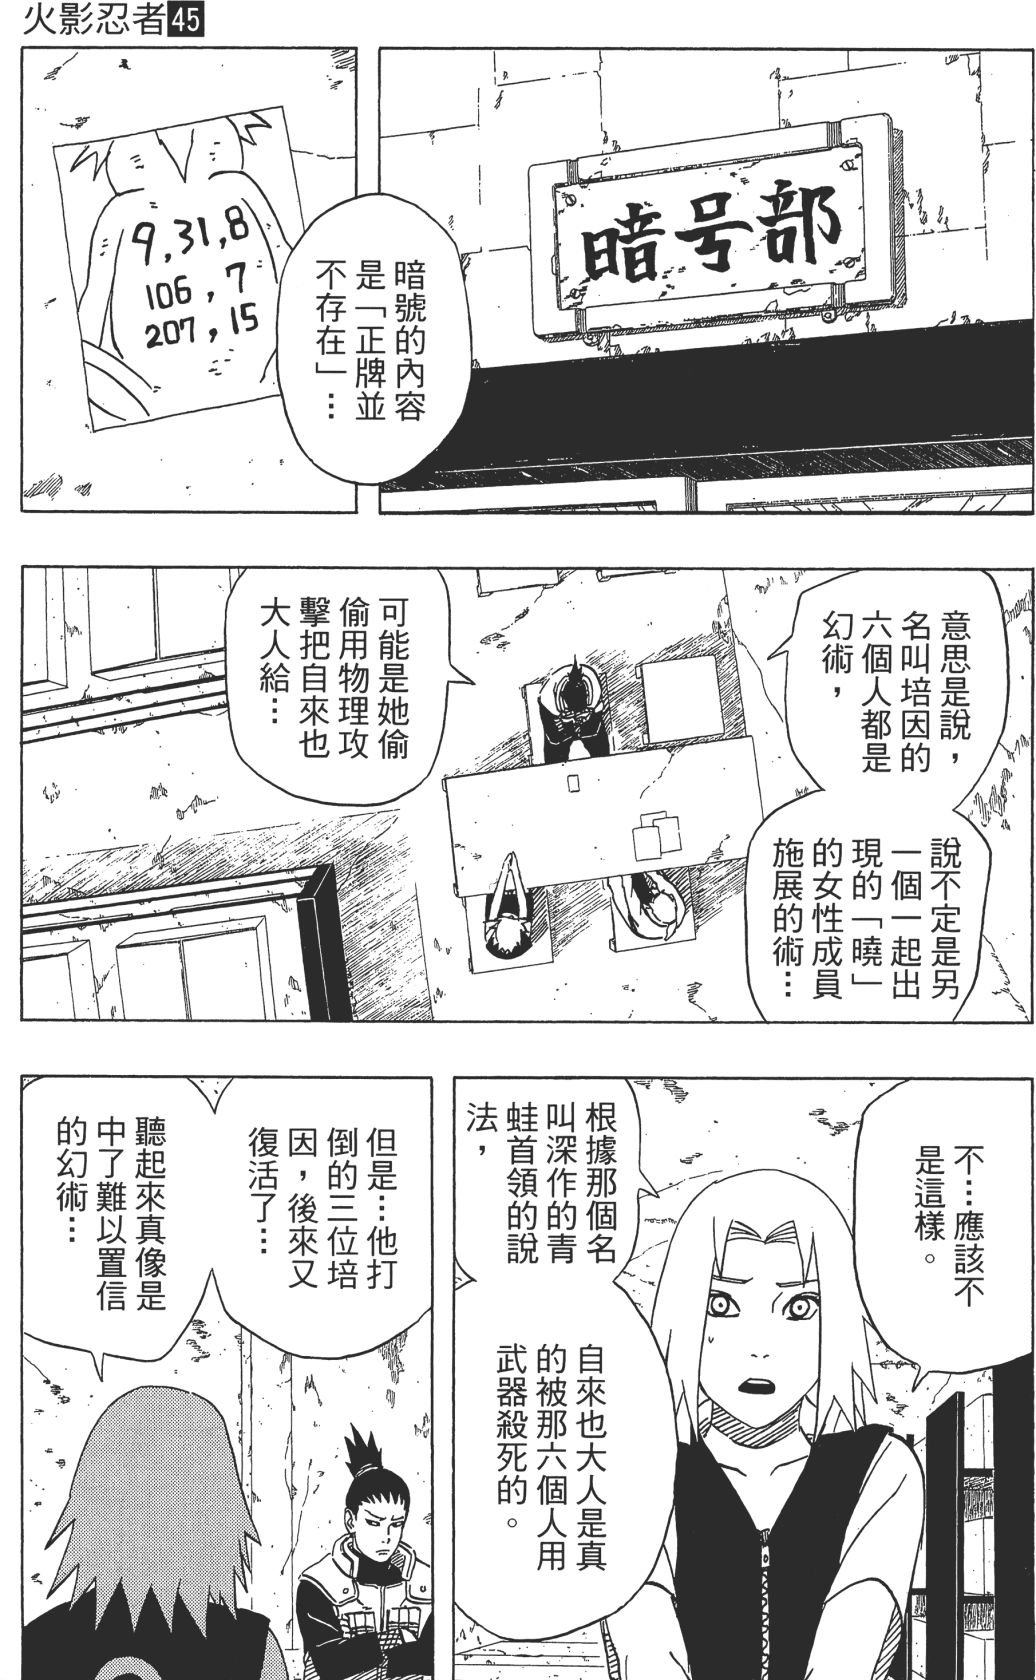 火影忍者45
暗号部
9,31,8
106,7
207,15
暗號的內容
是「正牌並
不存在」…
意思是說，
名叫培因的
六個人都是
幻術，
說不定是另
一個一起出
現的「曉」
的女性成員
施展的術…
可能是她偷
偷用物理攻
擊把自來也
大人給…
不…應該不
是這樣。
根據那個名
叫深作的青
蛙首領的說
法，
自來也大人是真
的被那六個人用
武器殺死的。
但是…他打
倒的三位培
因，後來又
復活了…
聽起來真像是
中了難以置信
的幻術…